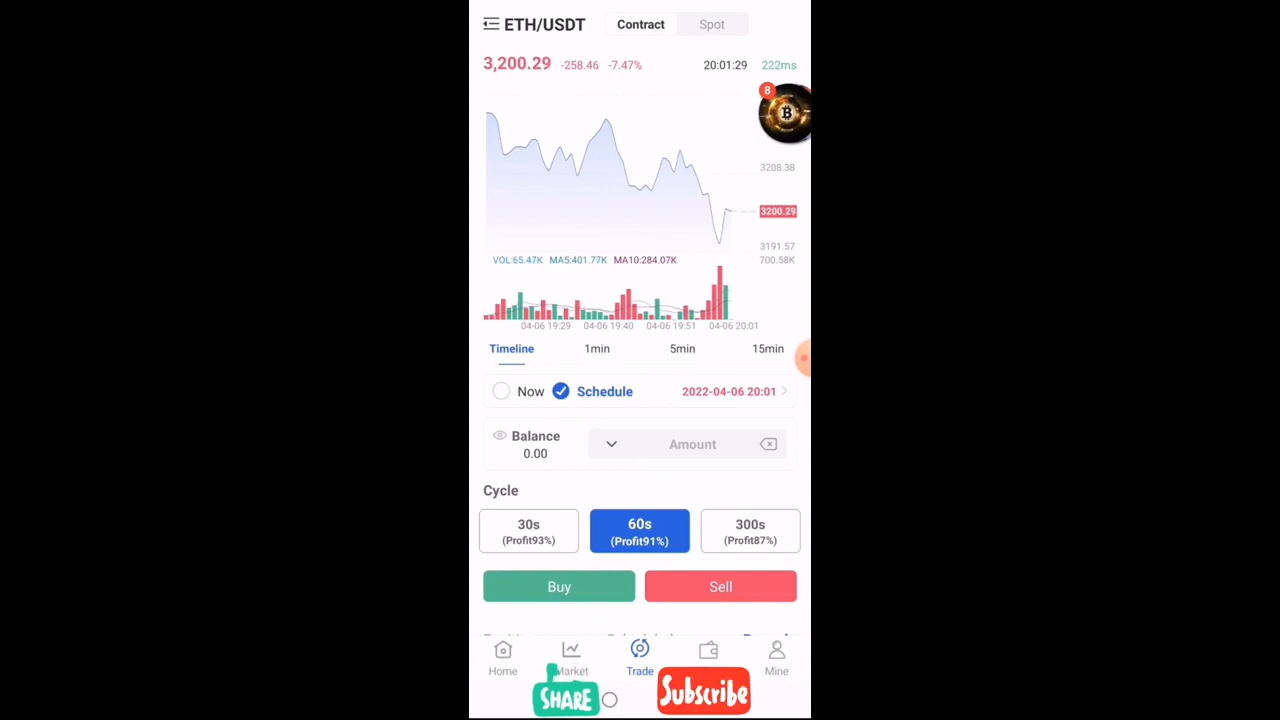 ETH/USDT Contract Spot
3,200.29 -258.46 -7.47% 20:01:29 222ms
8
3208.38
3200.29
3191.57
VOL:65.47K MA5:401.77K MA10:284.07K 700.58K
04-06 19:29 04-06 19:40 04-06 19:51 04-06 20:01
Timeline 1min 5min 15min
Now Schedule 2022-04-06 20:01
Balance Amount
0.00
Cycle
30s 60s 300s
(Profit93%) (Profit91%) (Profit87%)
Buy Sell
Home Market Trade Mine
SHARE Subscribe